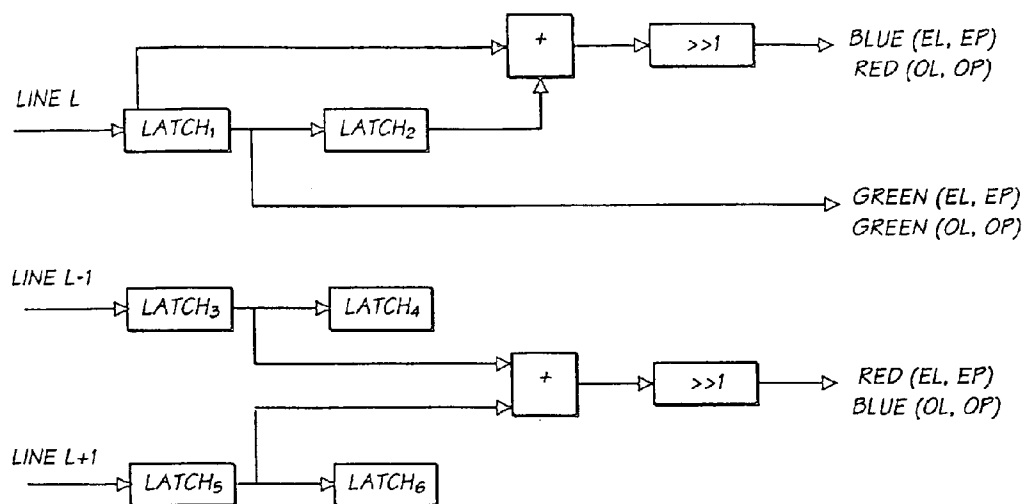 +
>>1
BLUE (EL, EP)
RED (OL, OP)
LINE L
LATCH₁
LATCH₂
GREEN (EL, EP)
GREEN (OL, OP)
LINE L-1
LATCH₃
LATCH₄
+
>>1
RED (EL, EP)
BLUE (OL, OP)
LINE L+1
LATCH₅
LATCH₆